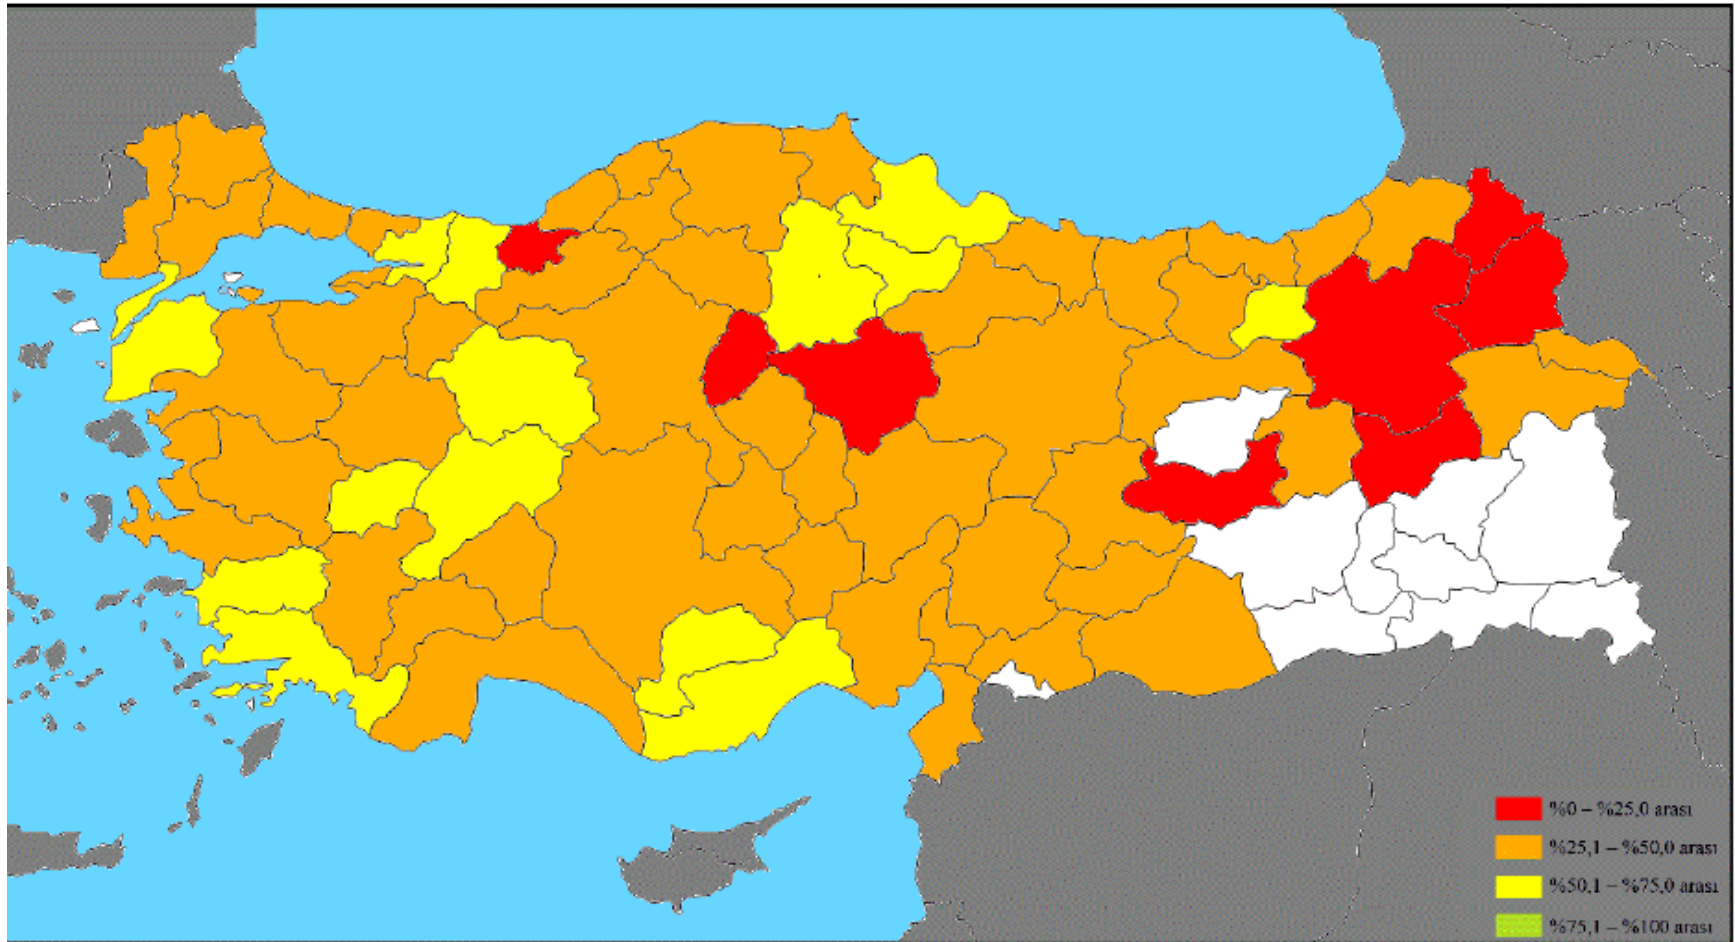 %0 – %25,0 arası
%25,1 – %50,0 arası
%50,1 – %75,0 arası
%75,1 – %100 arası